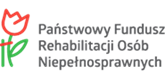 Państwowy Fundusz
Rehabilitacji Osób
Niepełnosprawnych